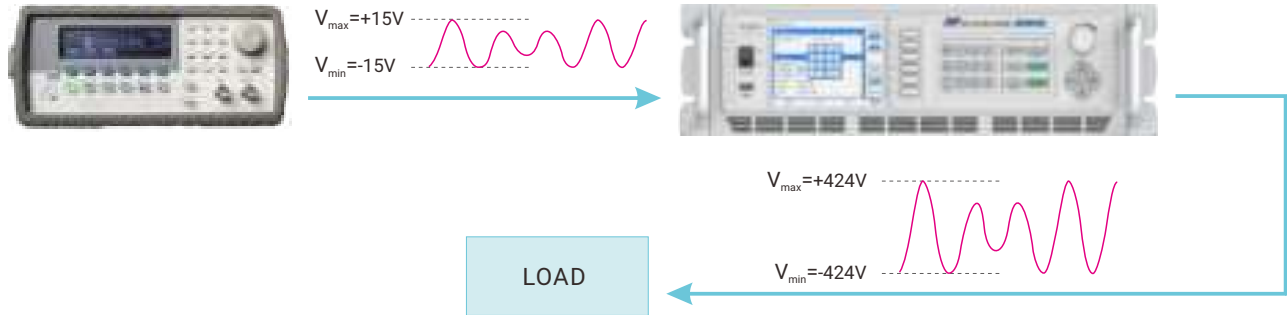 Vmax=+15V
Vmin=-15V
Vmax=+424V
Vmin=-424V
LOAD